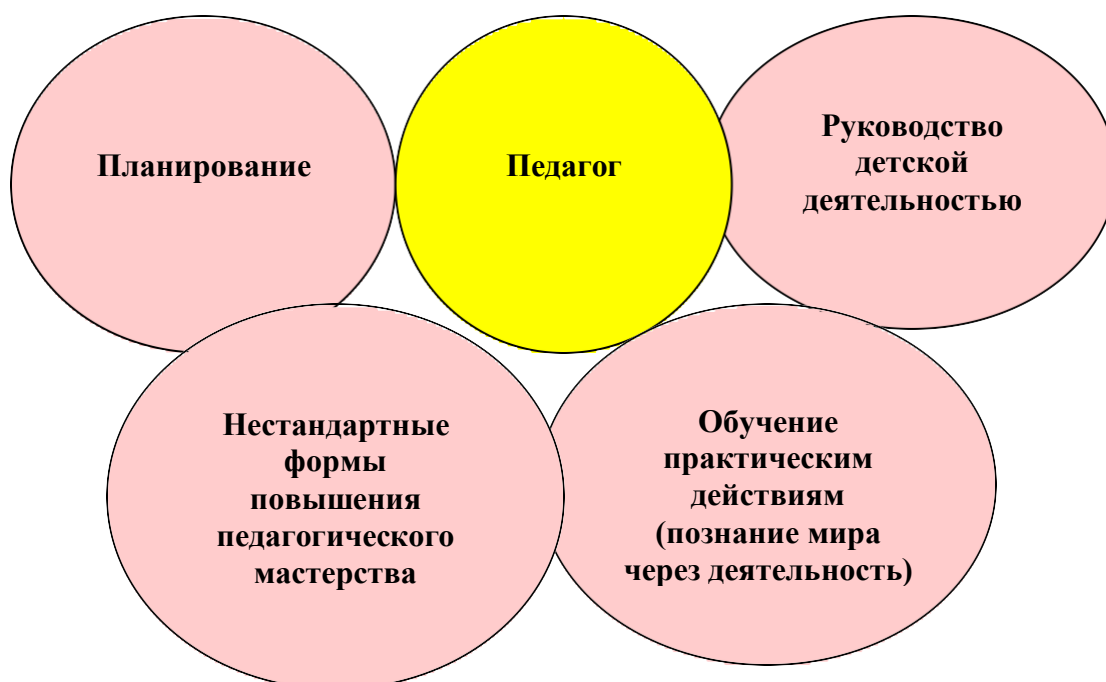 Планирование
Педагог
Руководство
детской
деятельностью
Нестандартные
формы
повышения
педагогического
мастерства
Обучение
практическим
действиям
(познание мира
через деятельность)